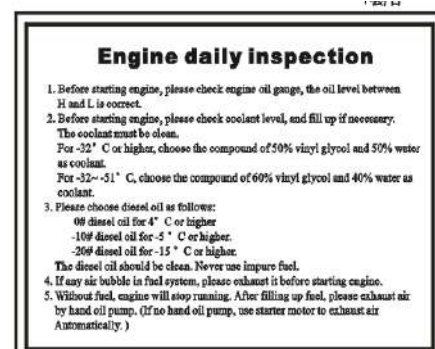 Engine daily inspection
1. Before starting engine, please check engine oil gauge, the oil level between
H and L is correct.
2. Before starting engine, please check coolant level, and fill up if necessary.
The coolant must be clean.
For -32° C or higher, choose the compound of 50% vinyl glycol and 50% water
as coolant.
For -32~ -51° C, choose the compound of 60% vinyl glycol and 40% water as
coolant.
3. Please choose diesel oil as follows:
0# diesel oil for 4° C or higher
-10# diesel oil for -5 ° C or higher.
-20# diesel oil for -15 ° C or higher.
The diesel oil should be clean. Never use impure fuel.
4. If any air bubble in fuel system, please exhaust it before starting engine.
5. Without fuel, engine will stop running. After filling up fuel, please exhaust air
by hand oil pump. (If no hand oil pump, use starter motor to exhaust air
Automatically. )